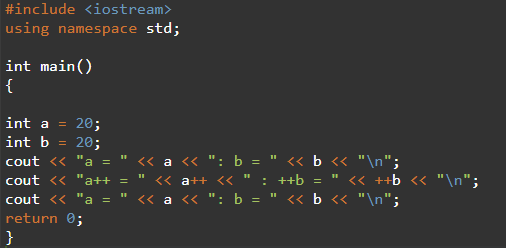 #include <iostream>
using namespace std;
int main()
{
int a = 20;
int b = 20;
cout << "a = " << a << ": b = " << b << "\n";
cout << "a++ = " << a++ << " : ++b = " << ++b << "\n";
cout << "a = " << a << ": b = " << b << "\n";
return 0;
}